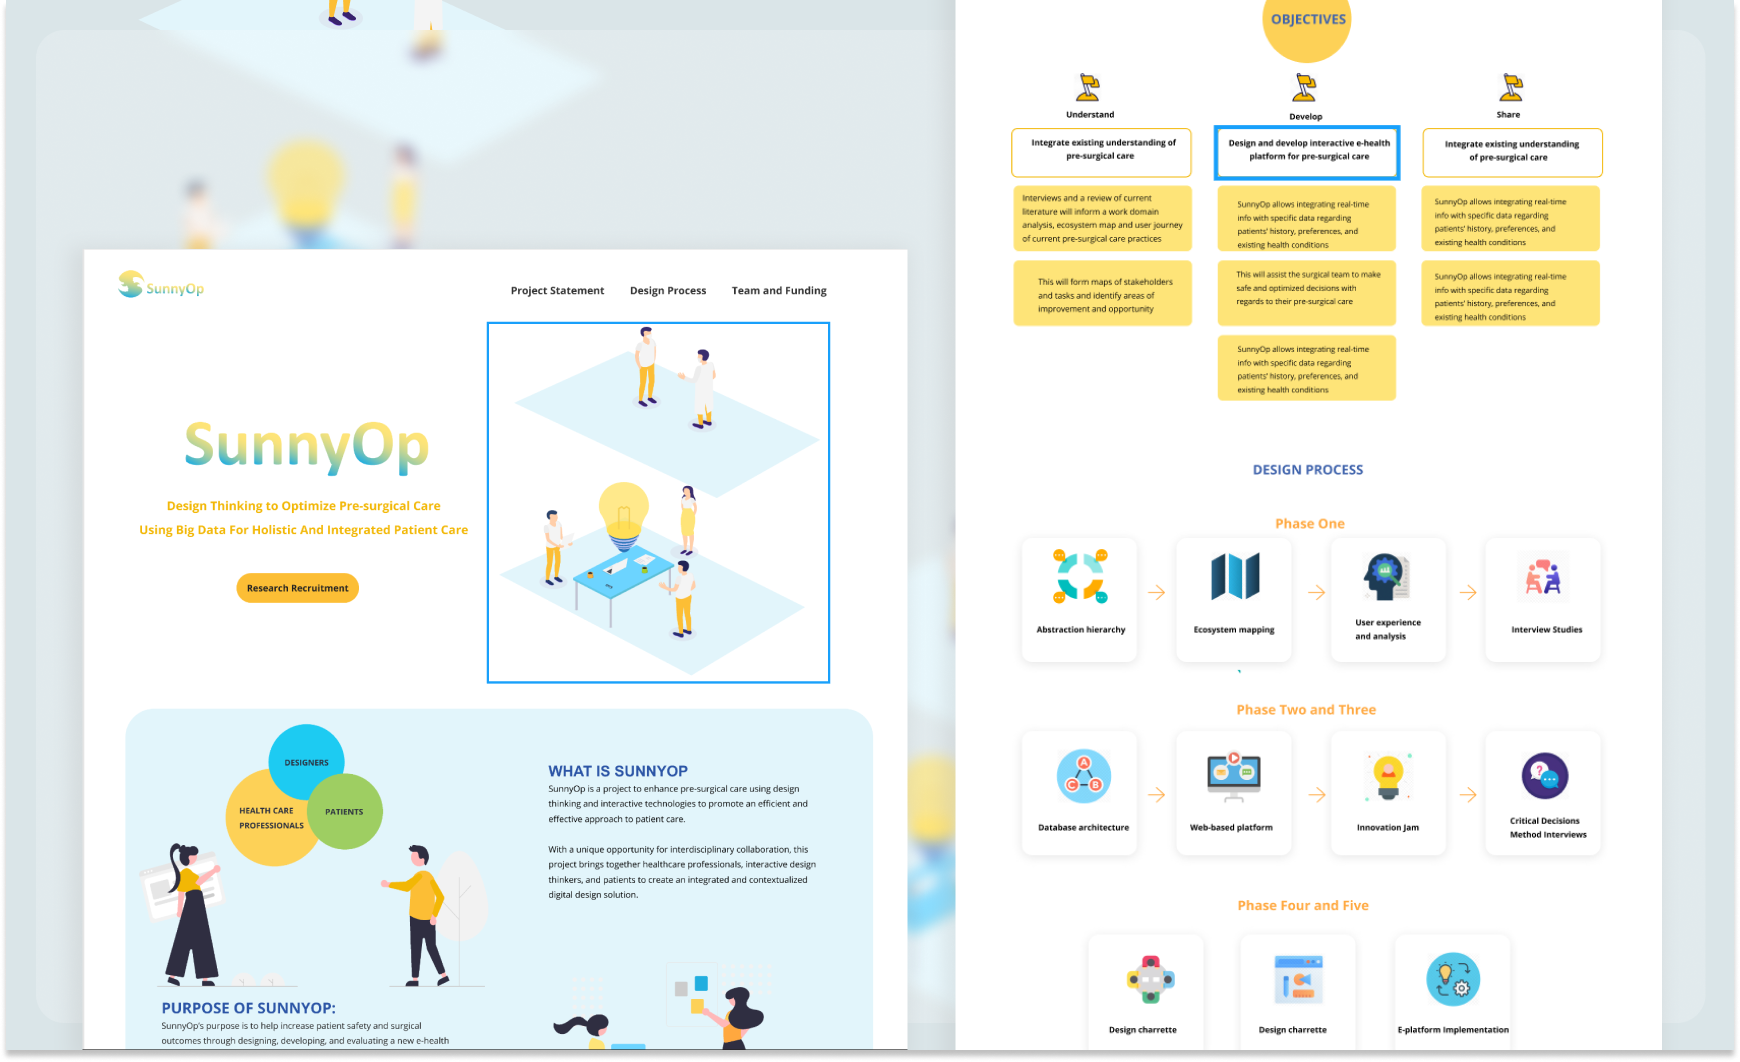 SunnyOp
Project Statement
Design Process
Team and Funding
SunnyOp
Design Thinking to Optimize Pre-surgical Care
Using Big Data For Holistic And Integrated Patient Care
Research Recruitment
DESIGNERS
HEALTH CARE
PROFESSIONALS
PATIENTS
WHAT IS SUNNYOP
SunnyOp is a project to enhance pre-surgical care using design
thinking and interactive technologies to promote an efficient and
effective approach to patient care.
With a unique opportunity for interdisciplinary collaboration, this
project brings together healthcare professionals, interactive design
thinkers, and patients to create an integrated and contextualized
digital design solution.
PURPOSE OF SUNNYOP:
SunnyOp's purpose is to help increase patient safety and surgical
outcomes through designing, developing, and evaluating a new e-health
OBJECTIVES
Understand
Integrate existing understanding of
pre-surgical care
Interviews and a review of current
literature will inform a work domain
analysis, ecosystem map and user journey
of current pre-surgical care practices
This will form maps of stakeholders
and tasks and identify areas of
improvement and opportunity
Develop
Design and develop interactive e-health
platform for pre-surgical care
SunnyOp allows integrating real-time
info with specific data regarding
patients' history, preferences, and
existing health conditions
This will assist the surgical team to make
safe and optimized decisions with
regards to their pre-surgical care
SunnyOp allows integrating real-time
info with specific data regarding
patients' history, preferences, and
existing health conditions
Share
Integrate existing understanding
of pre-surgical care
SunnyOp allows integrating real-time
info with specific data regarding
patients' history, preferences, and
existing health conditions
SunnyOp allows integrating real-time
info with specific data regarding
patients' history, preferences, and
existing health conditions
DESIGN PROCESS
Phase One
Abstraction hierarchy
Ecosystem mapping
User experience
and analysis
Interview Studies
Phase Two and Three
A
C
B
Database architecture
Web-based platform
Innovation Jam
?
Critical Decisions
Method Interviews
Phase Four and Five
Design charrette
Design charrette
E-platform Implementation